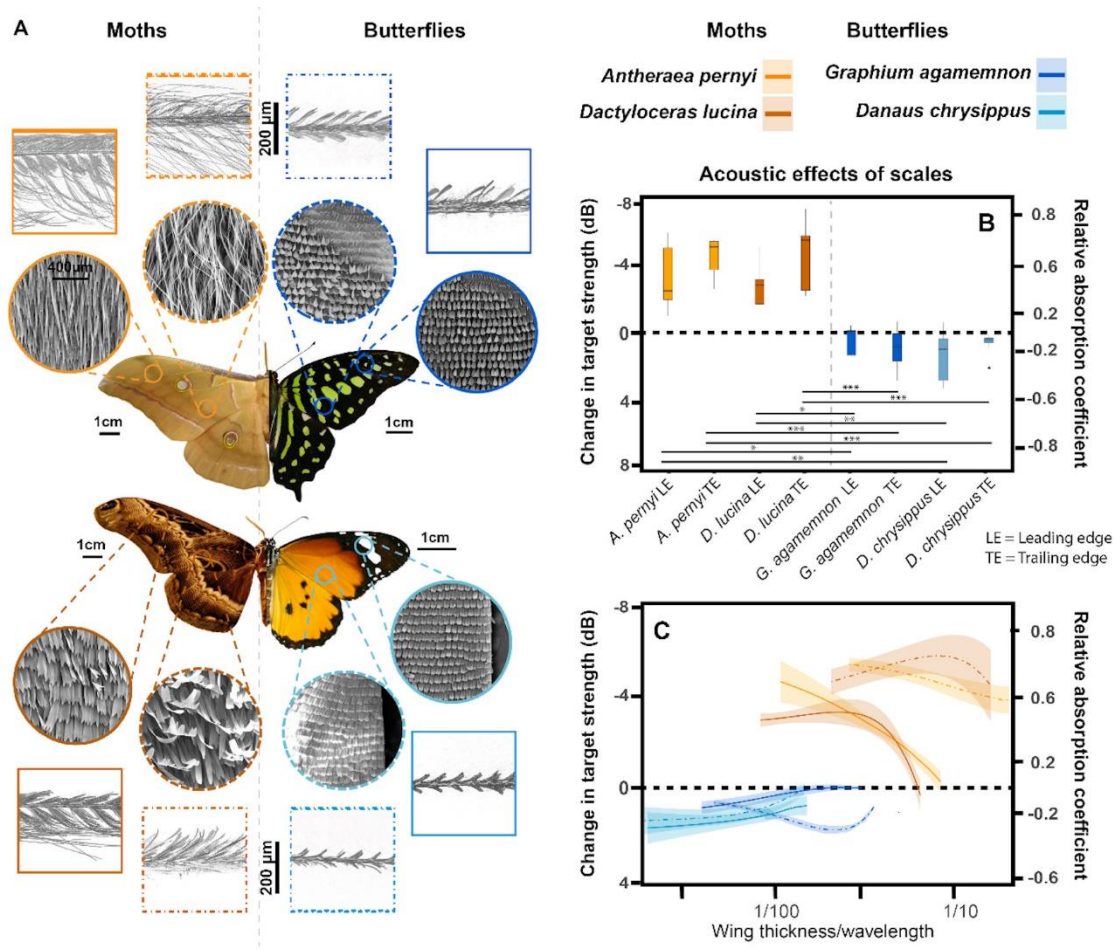 A
Moths
Butterflies
200 µm
400µm
1cm
1cm
1cm
1cm
200 µm
Moths
Butterflies
Antheraea pernyi
Graphium agamemnon
Dactyloceras lucina
Danaus chrysippus
Acoustic effects of scales
B
Change in target strength (dB)
-8
-4
0
4
8
0.8
0.6
0.2
-0.2
-0.6
-0.8
Relative absorption coefficient
***
***
*
**
***
***
*
**
A. pernyi LE
A. pernyi TE
D. lucina LE
D. lucina TE
G. agamemnon LE
G. agamemnon TE
D. chrysippus LE
D. chrysippus TE
LE = Leading edge
TE = Trailing edge
C
Change in target strength (dB)
-8
-4
0
4
0.8
0.6
0.2
-0.2
-0.6
Relative absorption coefficient
1/100
1/10
Wing thickness/wavelength